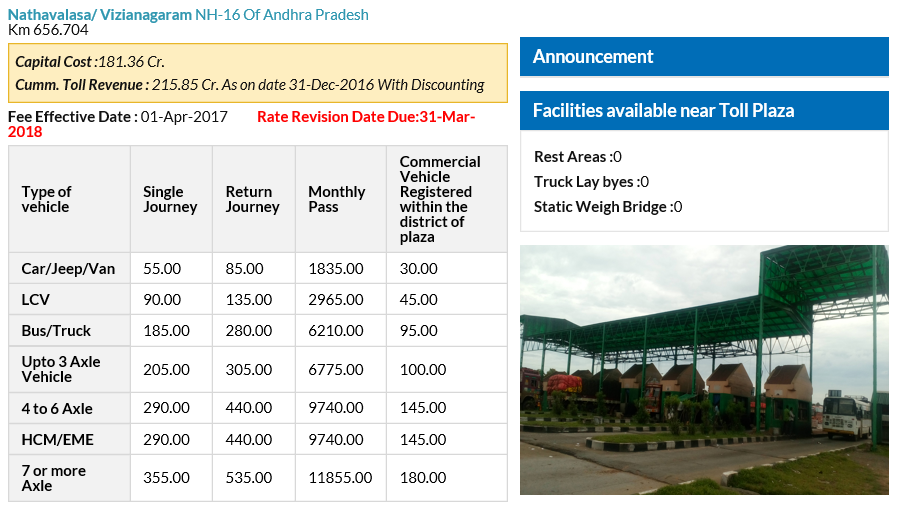 Nathavalasa/ Vizianagaram NH-16 Of Andhra Pradesh
Km 656.704
Capital Cost :181.36 Cr.
Cumm. Toll Revenue : 215.85 Cr. As on date 31-Dec-2016 With Discounting
Fee Effective Date : 01-Apr-2017 Rate Revision Date Due:31-Mar-
2018
Type of vehicle Single Journey Return Journey Monthly Pass Commercial Vehicle Registered within the district of plaza
Car/Jeep/Van 55.00 85.00 1835.00 30.00
LCV 90.00 135.00 2965.00 45.00
Bus/Truck 185.00 280.00 6210.00 95.00
Upto 3 Axle Vehicle 205.00 305.00 6775.00 100.00
4 to 6 Axle 290.00 440.00 9740.00 145.00
HCM/EME 290.00 440.00 9740.00 145.00
7 or more Axle 355.00 535.00 11855.00 180.00
Announcement
Facilities available near Toll Plaza
Rest Areas :0
Truck Lay byes :0
Static Weigh Bridge :0